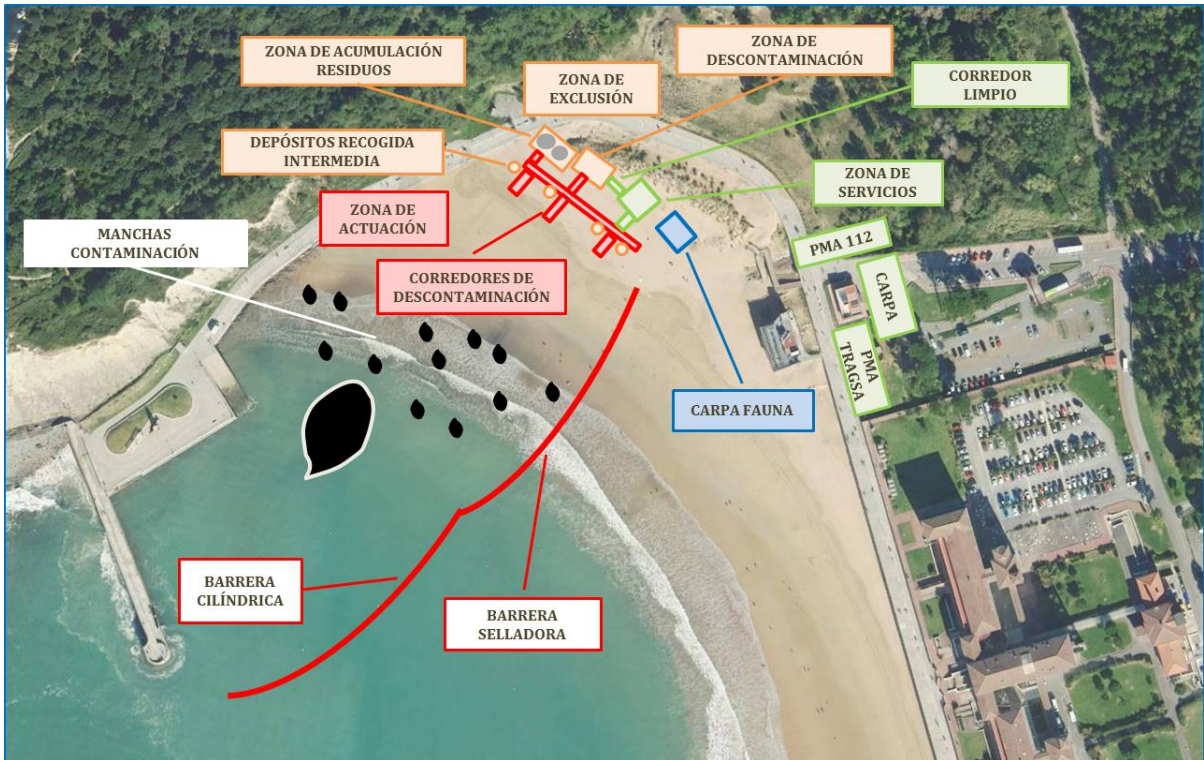 ZONA DE ACUMULACIÓN
RESIDUOS
ZONA DE
EXCLUSIÓN
ZONA DE
DESCONTAMINACIÓN
CORREDOR
LIMPIO
DEPÓSITOS RECOGIDA
INTERMEDIA
ZONA DE
SERVICIOS
ZONA DE
ACTUACIÓN
MANCHAS
CONTAMINACIÓN
CORREDORES DE
DESCONTAMINACIÓN
PMA 112
CARPA
PMA
TRAGSA
CARPA FAUNA
BARRERA
CILÍNDRICA
BARRERA
SELLADORA